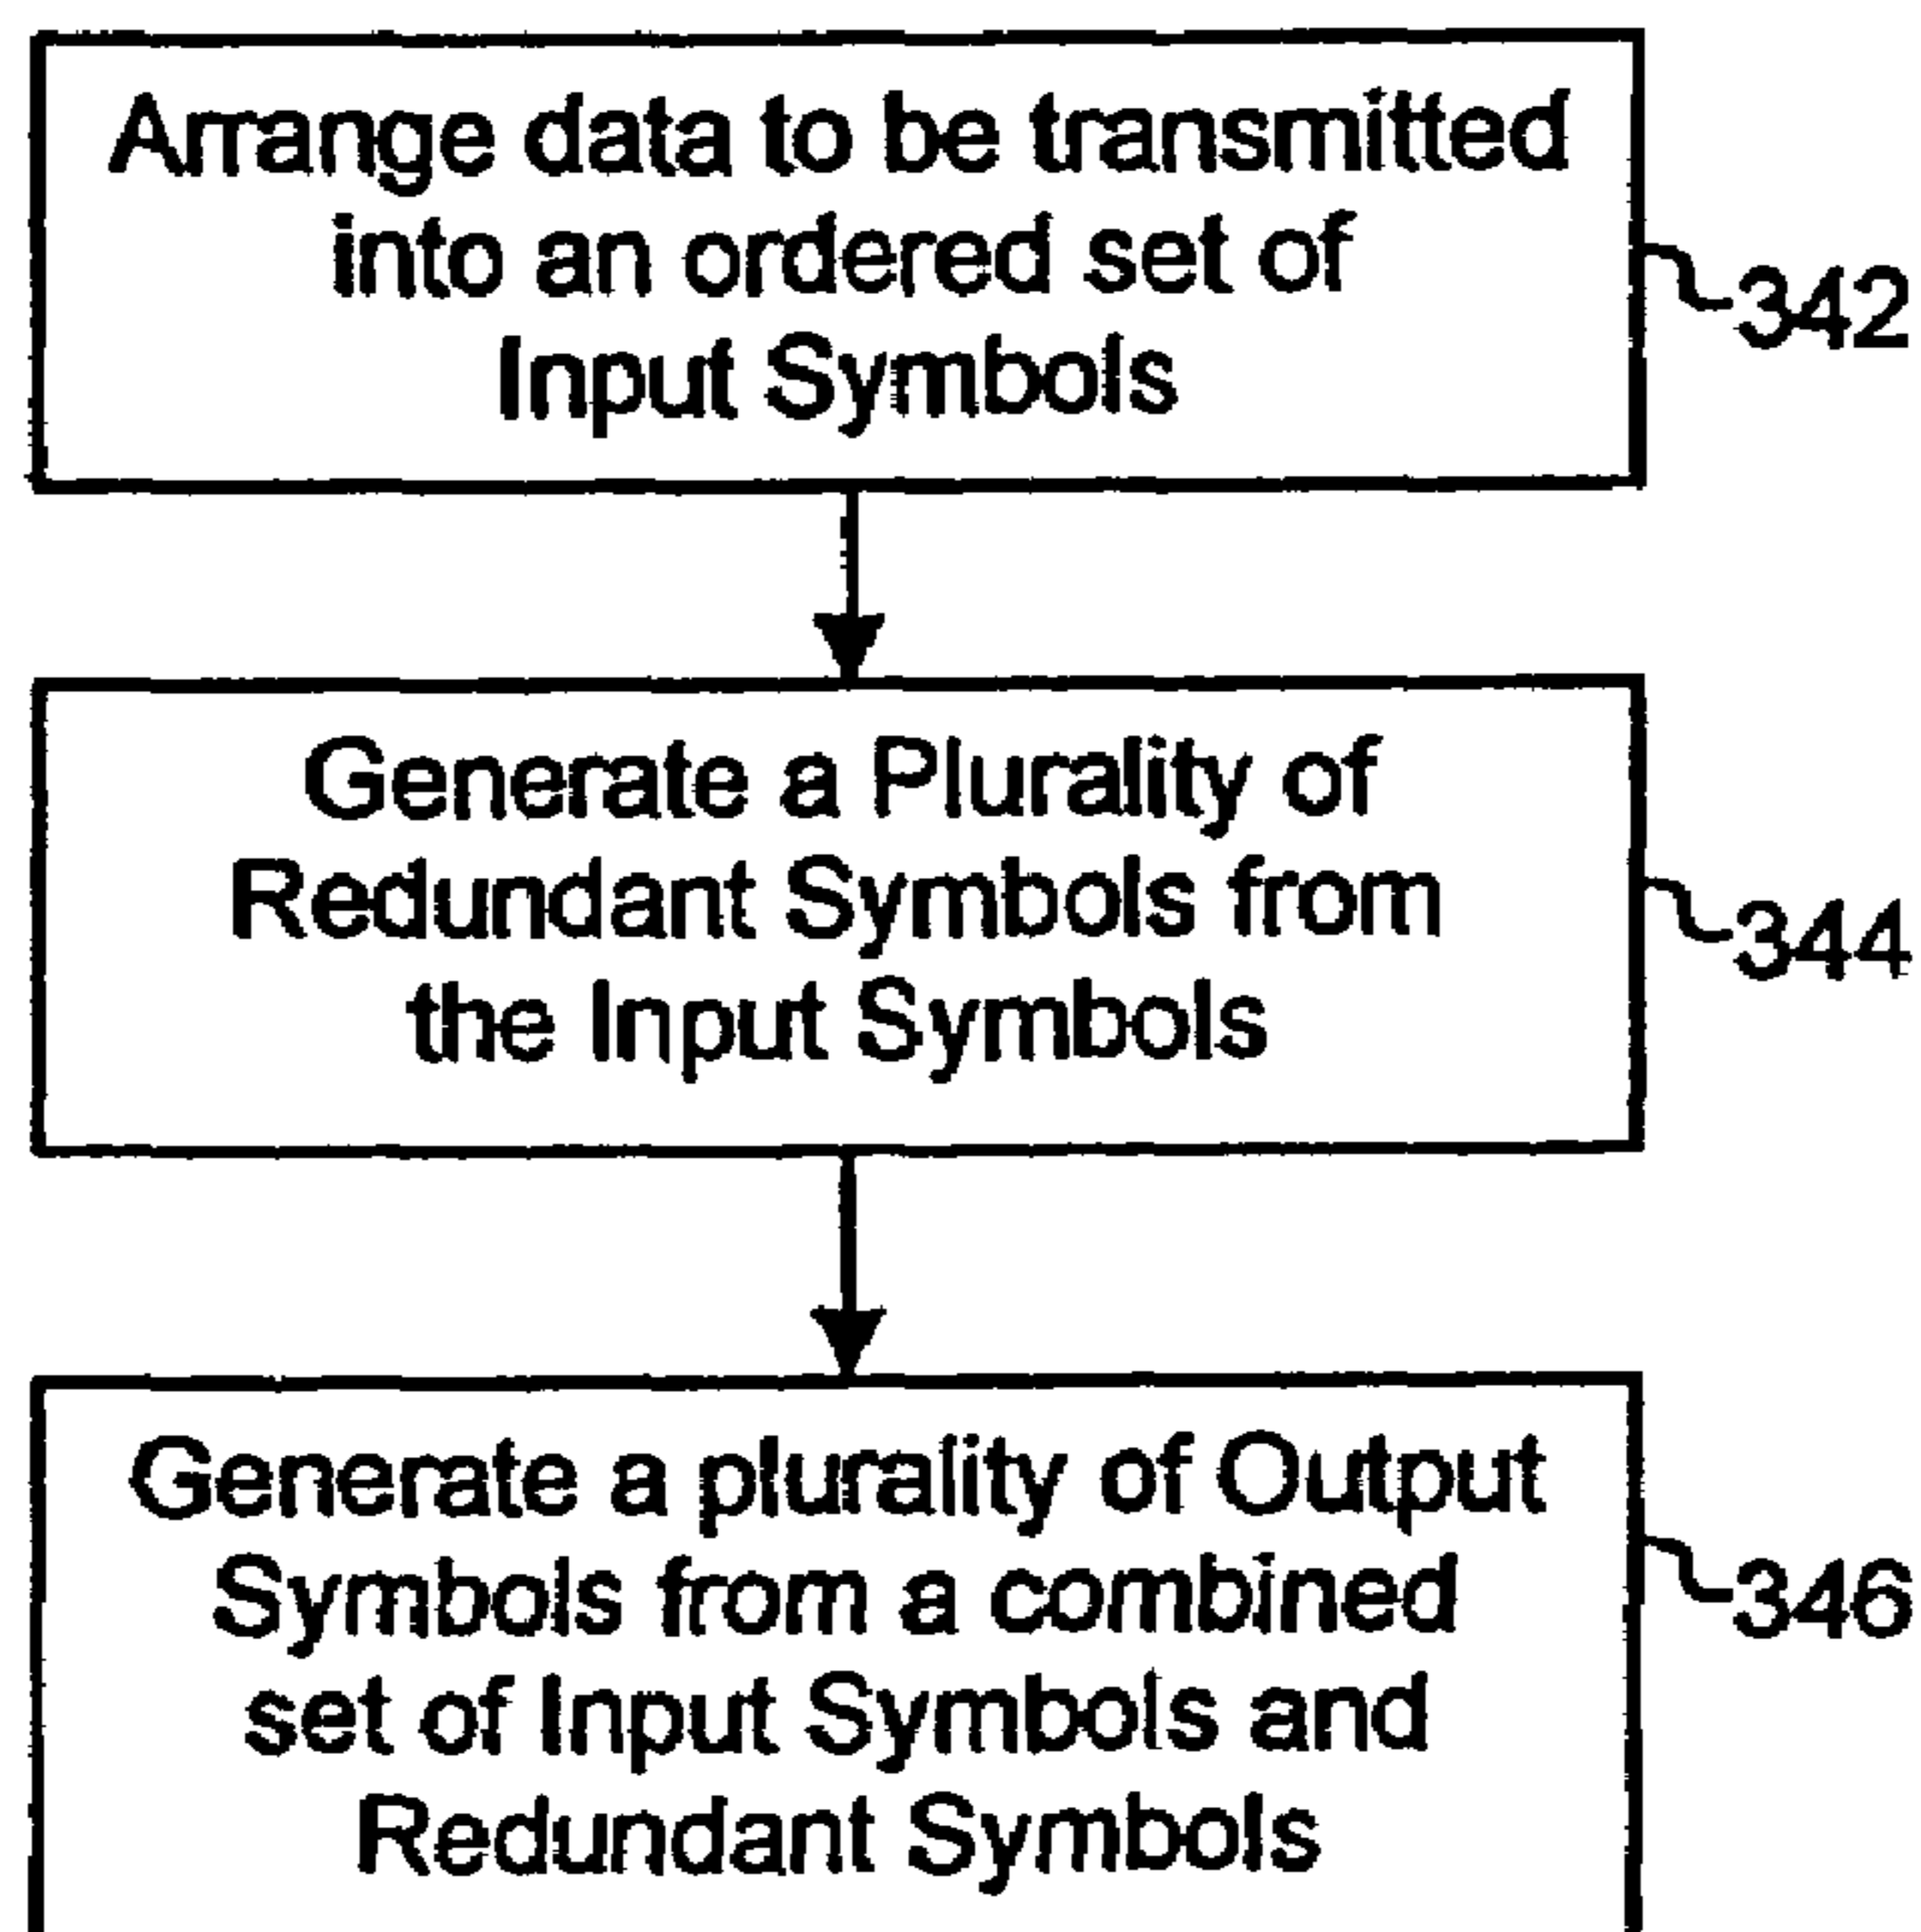 Arrange data to be transmitted
into an ordered set of
Input Symbols
342
Generate a Plurality of
Redundant Symbols from
the Input Symbols
344
Generate a plurality of Output
Symbols from a combined
set of Input Symbols and
Redundant Symbols
346